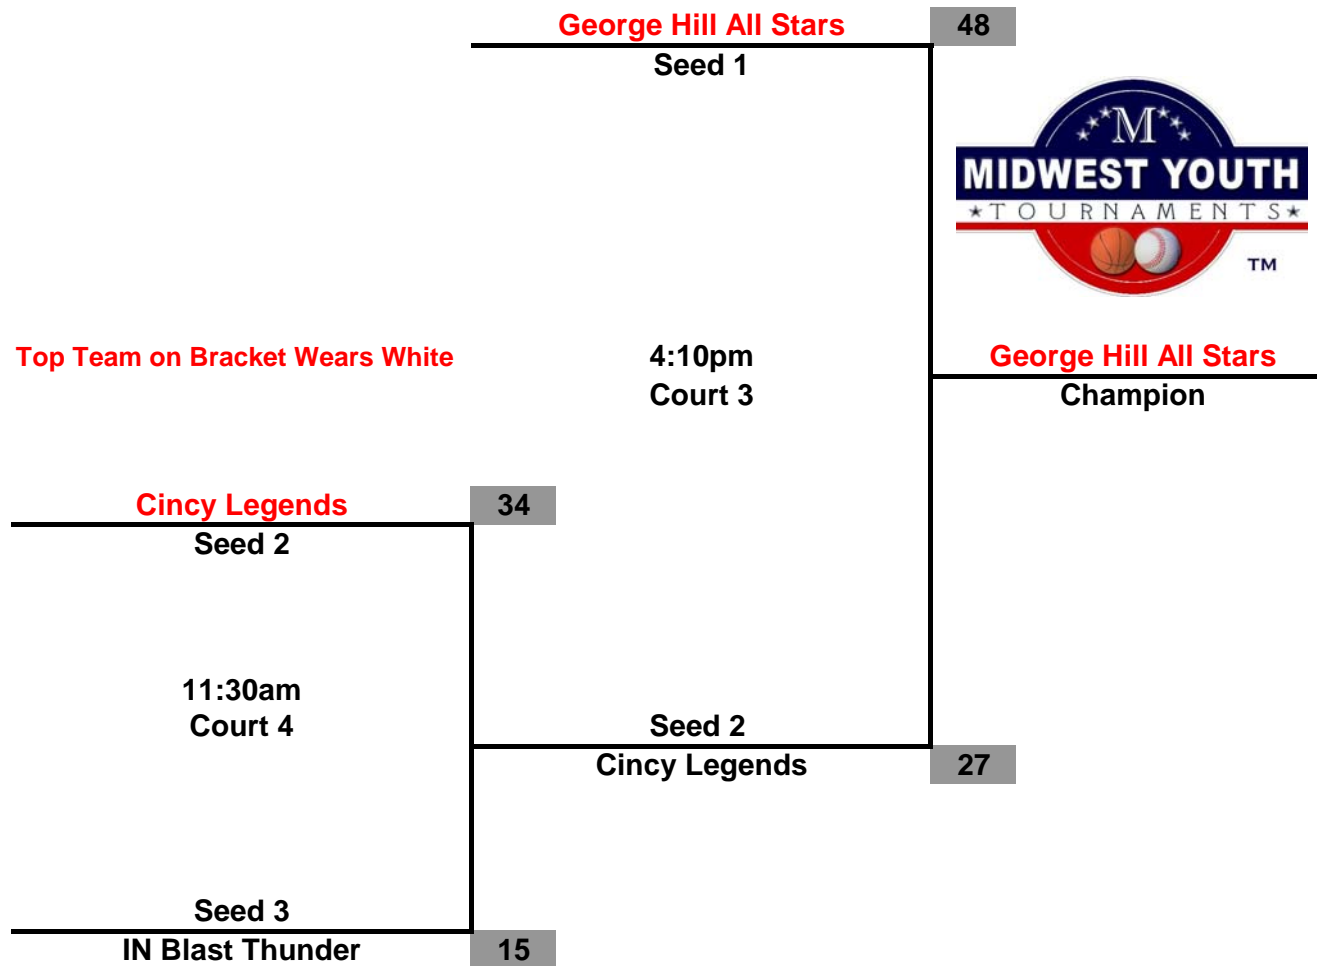 George Hill All Stars 48
Seed 1
M
MIDWEST YOUTH
TOURNAMENTS
TM
Top Team on Bracket Wears White
4:10pm
Court 3
George Hill All Stars
Champion
Cincy Legends 34
Seed 2
11:30am
Court 4
Seed 2
Cincy Legends 27
Seed 3
IN Blast Thunder 15